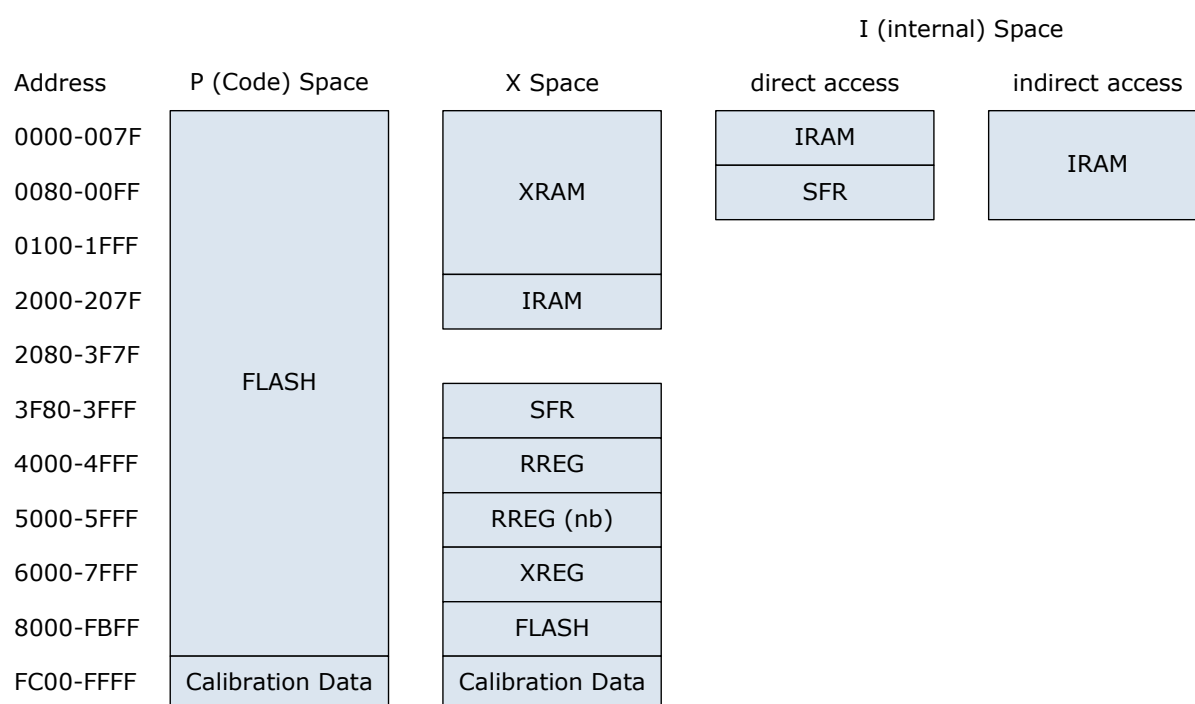 I (internal) Space
Address P (Code) Space X Space direct access indirect access
0000-007F IRAM
IRAM
0080-00FF XRAM SFR
0100-1FFF
2000-207F IRAM
2080-3F7F
FLASH
3F80-3FFF SFR
4000-4FFF RREG
5000-5FFF RREG (nb)
6000-7FFF XREG
8000-FBFF FLASH
FC00-FFFF Calibration Data Calibration Data